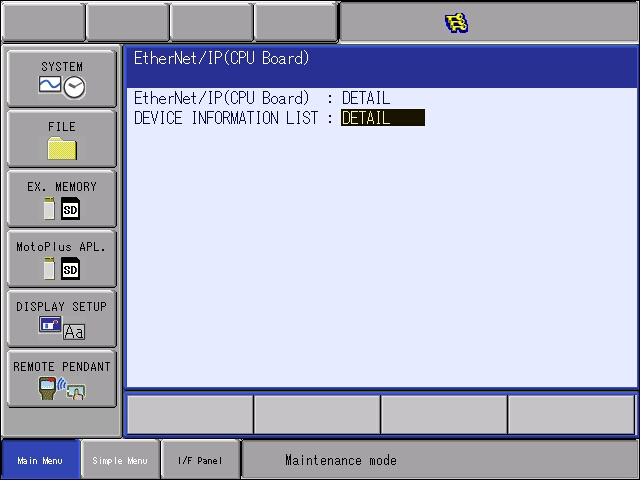 EtherNet/IP(CPU Board)
EtherNet/IP(CPU Board) : DETAIL
DEVICE INFORMATION LIST : DETAIL
SYSTEM
FILE
EX. MEMORY
SD
MotoPlus APL.
SD
DISPLAY SETUP
Aa
REMOTE PENDANT
Main Menu
Simple Menu
I/F Panel
Maintenance mode